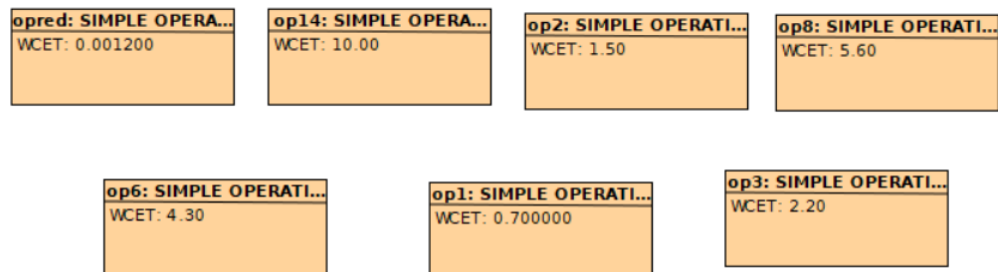 opred: SIMPLE OPERA...
WCET: 0.001200
op14: SIMPLE OPERA...
WCET: 10.00
op2: SIMPLE OPERATI...
WCET: 1.50
op8: SIMPLE OPERATI...
WCET: 5.60
op6: SIMPLE OPERATI...
WCET: 4.30
op1: SIMPLE OPERATI...
WCET: 0.700000
op3: SIMPLE OPERATI...
WCET: 2.20